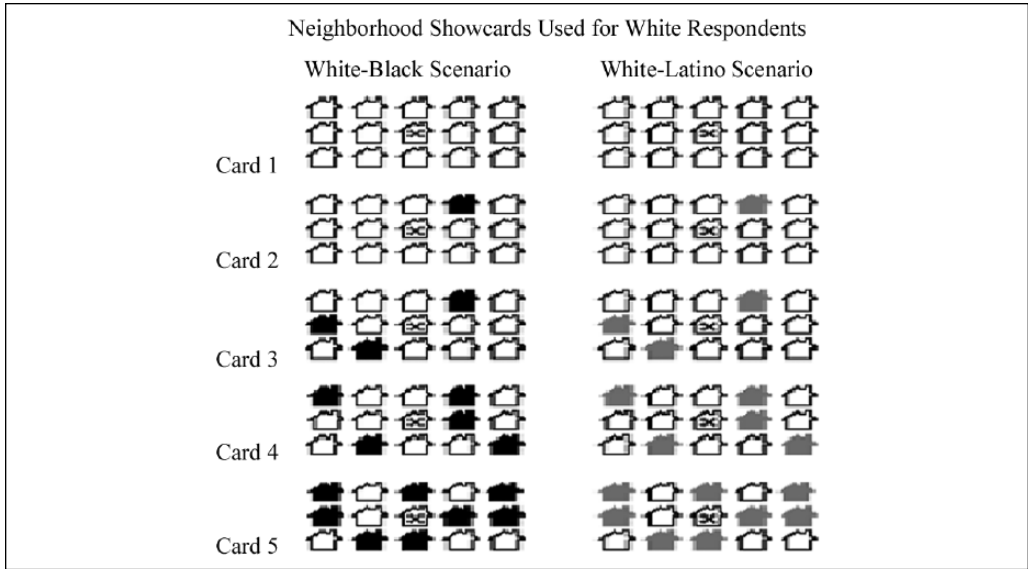 Neighborhood Showcards Used for White Respondents
White-Black Scenario White-Latino Scenario
Card 1
Card 2
Card 3
Card 4
Card 5